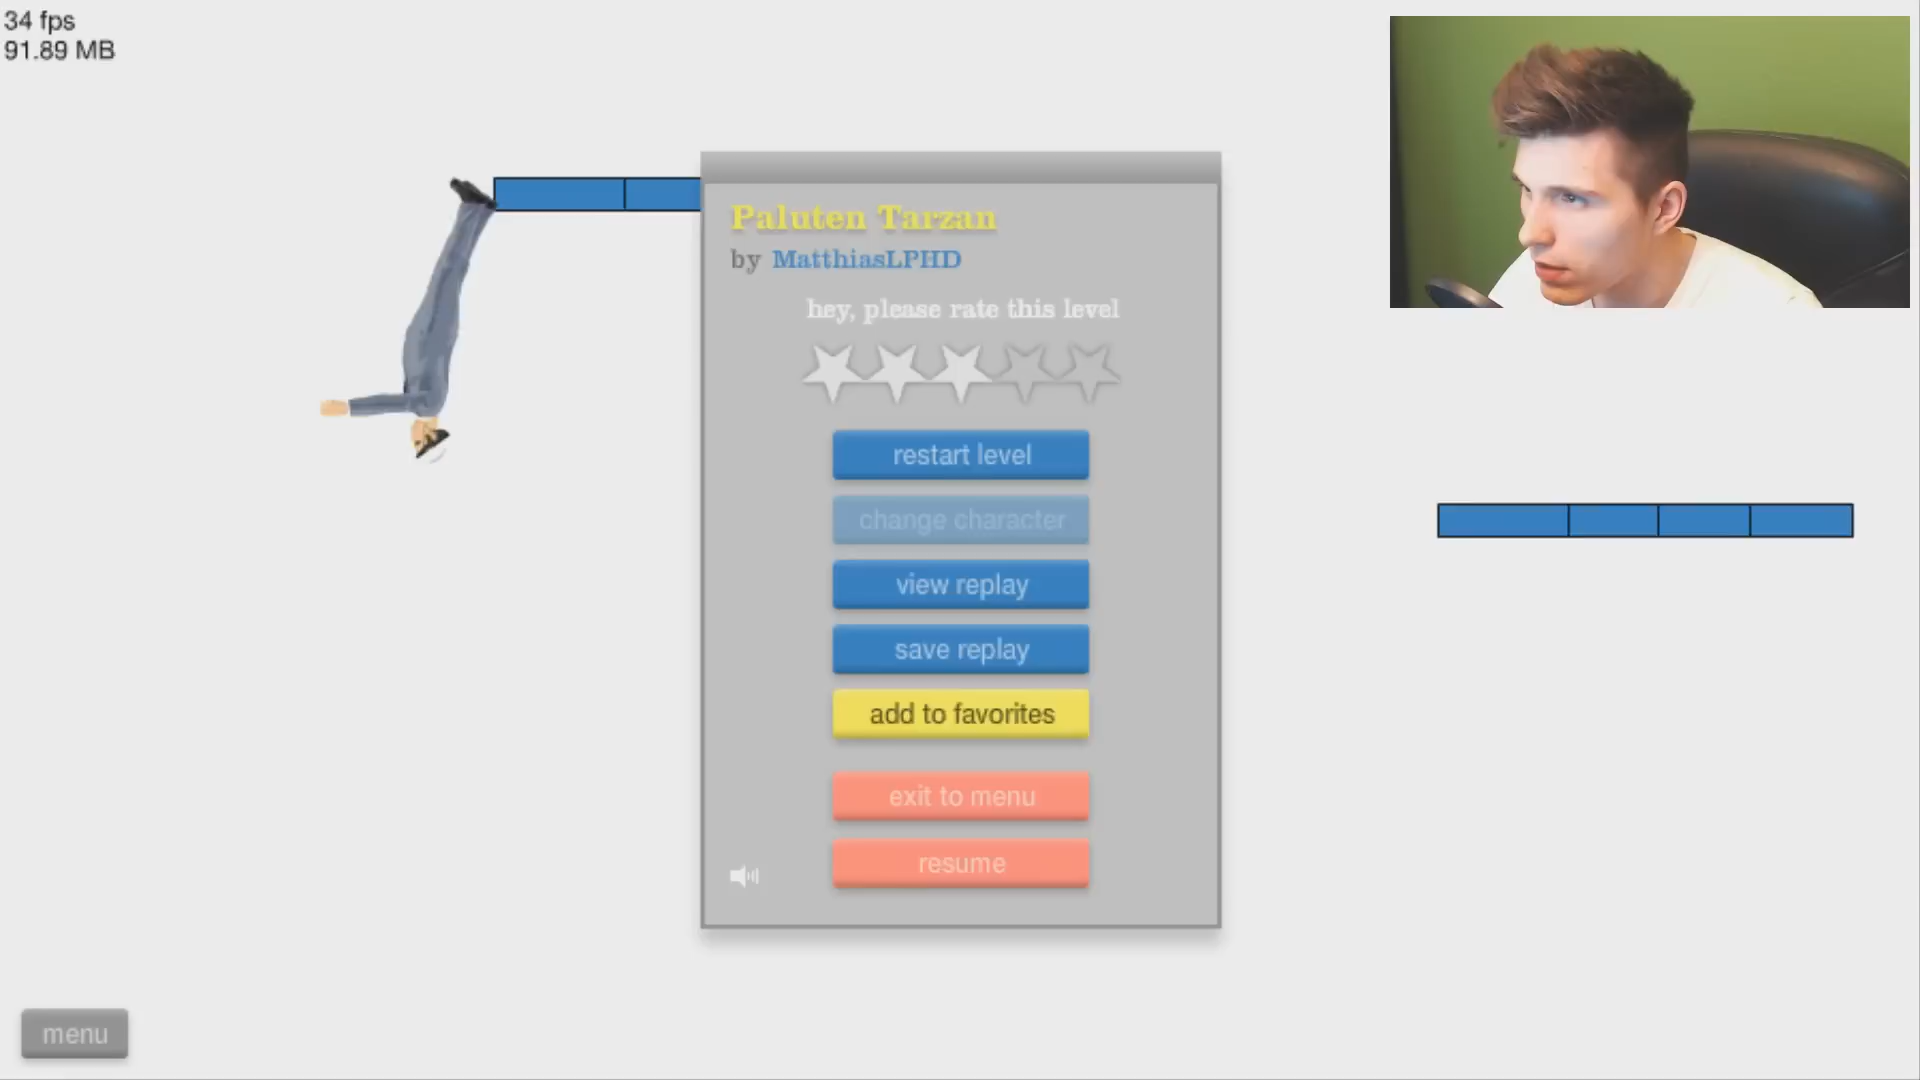 34 fps
91.89 MB
Paluten Tarzan
by MatthiasLPHD
hey, please rate this level
restart level
change character
view replay
save replay
add to favorites
exit to menu
resume
menu